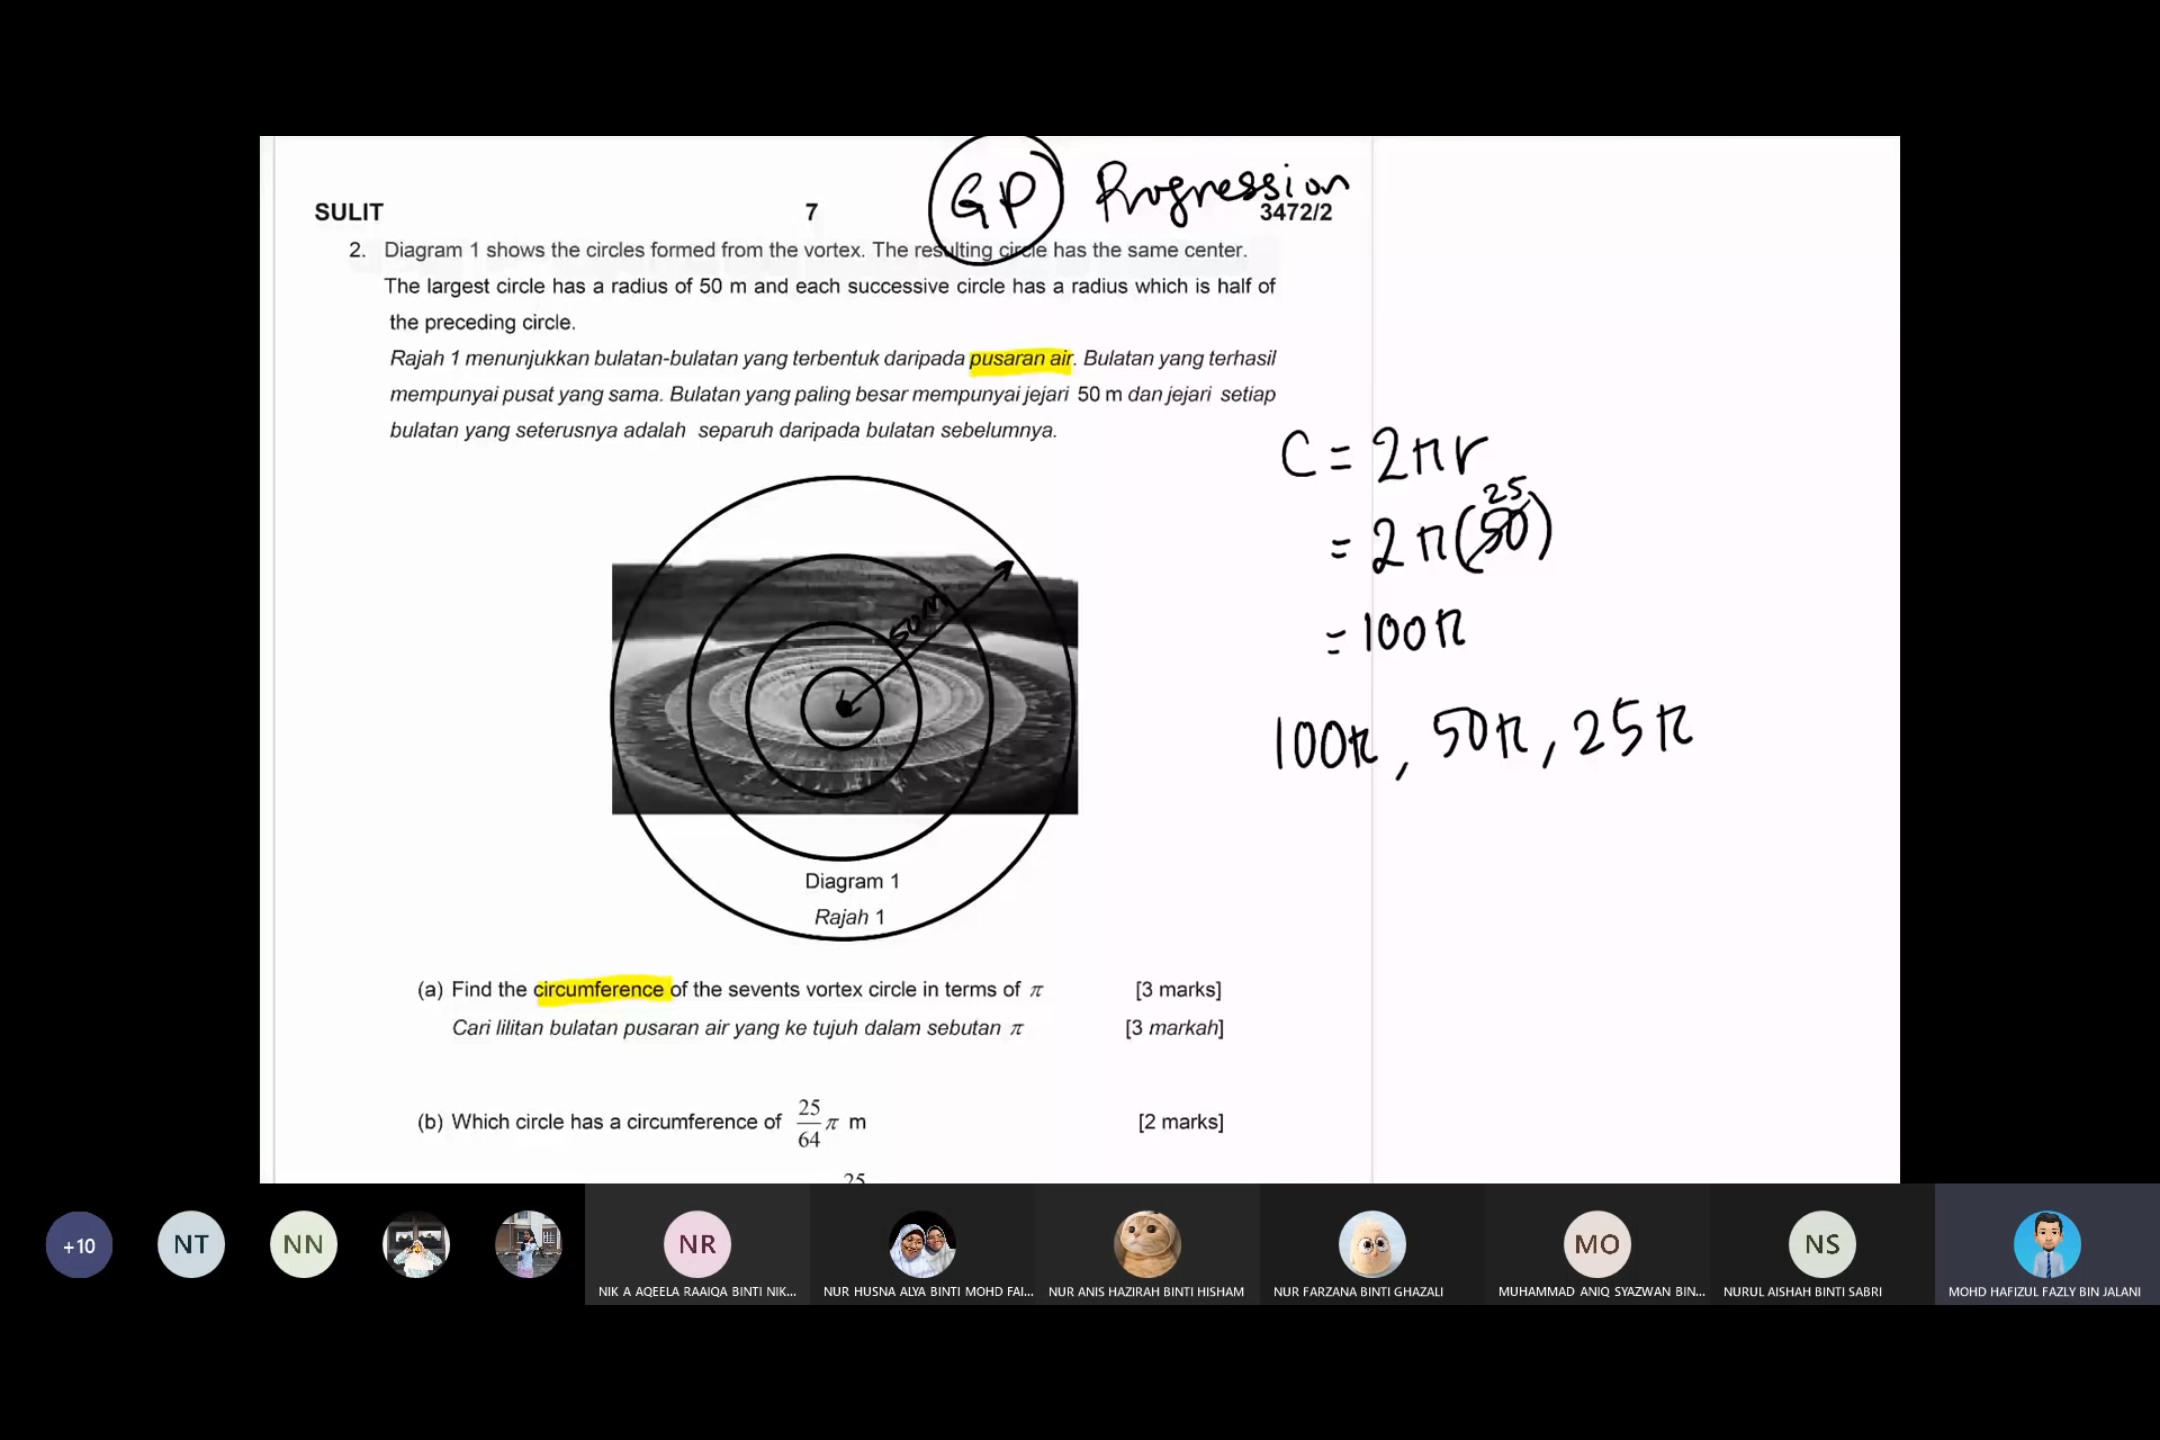 GP Progression
SULIT 7 3472/2
2. Diagram 1 shows the circles formed from the vortex. The resulting circle has the same center.
The largest circle has a radius of 50 m and each successive circle has a radius which is half of
the preceding circle.
Rajah 1 menunjukkan bulatan-bulatan yang terbentuk daripada pusaran air. Bulatan yang terhasil
mempunyai pusat yang sama. Bulatan yang paling besar mempunyai jejari 50 m dan jejari setiap
bulatan yang seterusnya adalah separuh daripada bulatan sebelumnya.
50 m
Diagram 1
Rajah 1
C = 2πr
25
= 2π(50)
= 100π
100π, 50π, 25π
(a) Find the circumference of the sevents vortex circle in terms of π [3 marks]
Cari lilitan bulatan pusaran air yang ke tujuh dalam sebutan π [3 markah]
(b) Which circle has a circumference of 25/64 π m [2 marks]
25
+10
NT
NN
NR
MO
NS
NIK A AQEELA RAAIQA BINTI NIK...
NUR HUSNA ALYA BINTI MOHD FAI...
NUR ANIS HAZIRAH BINTI HISHAM
NUR FARZANA BINTI GHAZALI
MUHAMMAD ANIQ SYAZWAN BIN...
NURUL AISHAH BINTI SABRI
MOHD HAFIZUL FAZLY BIN JALANI